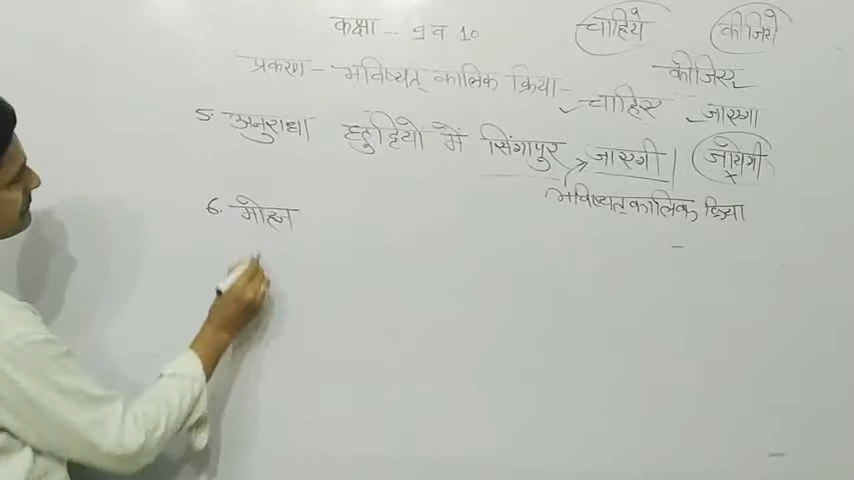 कक्षा - 9 व 10 चाहिये कीजिये
प्रकरण - भविष्यत् कालिक क्रिया - कीजिए
चाहिए जाएगा
5. अनुराधा छुट्टियो में सिंगापुर जाएगी। जाँयेगी
भविष्यत् कालिक क्रिया
6. मोहन